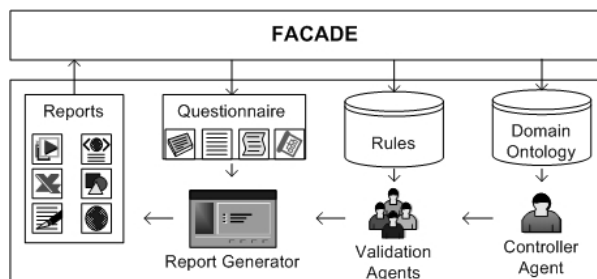 FACADE
Reports
Questionnaire
Rules
Domain
Ontology
Report Generator
Validation
Agents
Controller
Agent